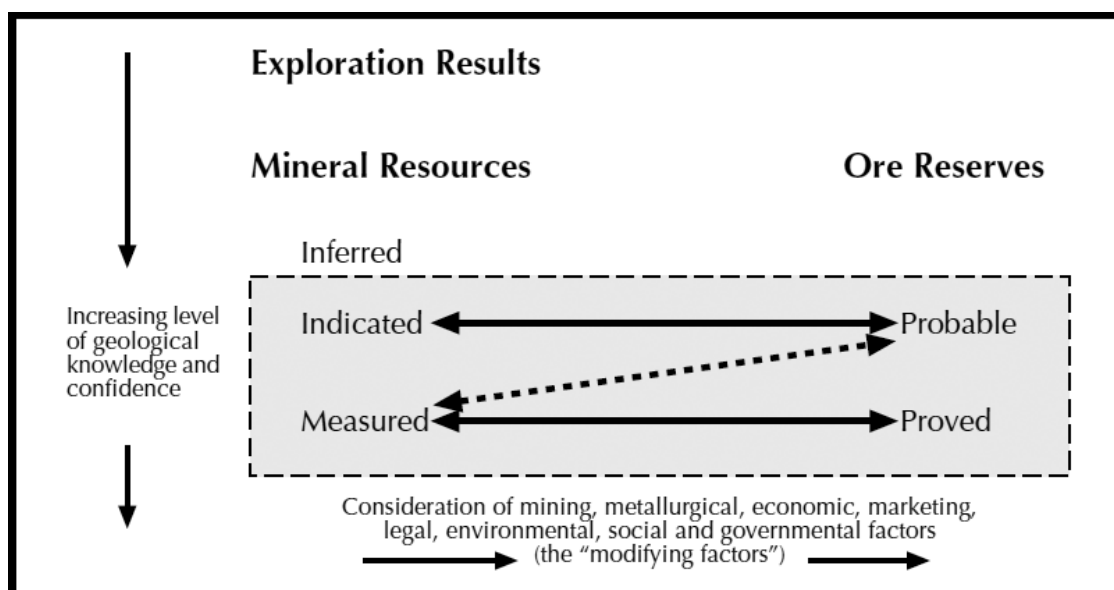 Exploration Results
Mineral Resources
Ore Reserves
Inferred
Increasing level
of geological
knowledge and
confidence
Indicated
Probable
Measured
Proved
Consideration of mining, metallurgical, economic, marketing,
legal, environmental, social and governmental factors
(the “modifying factors”)